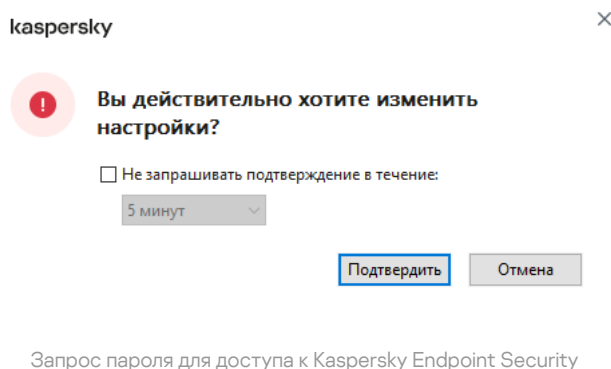 kaspersky
Вы действительно хотите изменить
настройки?
Не запрашивать подтверждение в течение:
5 минут
Подтвердить Отмена
Запрос пароля для доступа к Kaspersky Endpoint Security